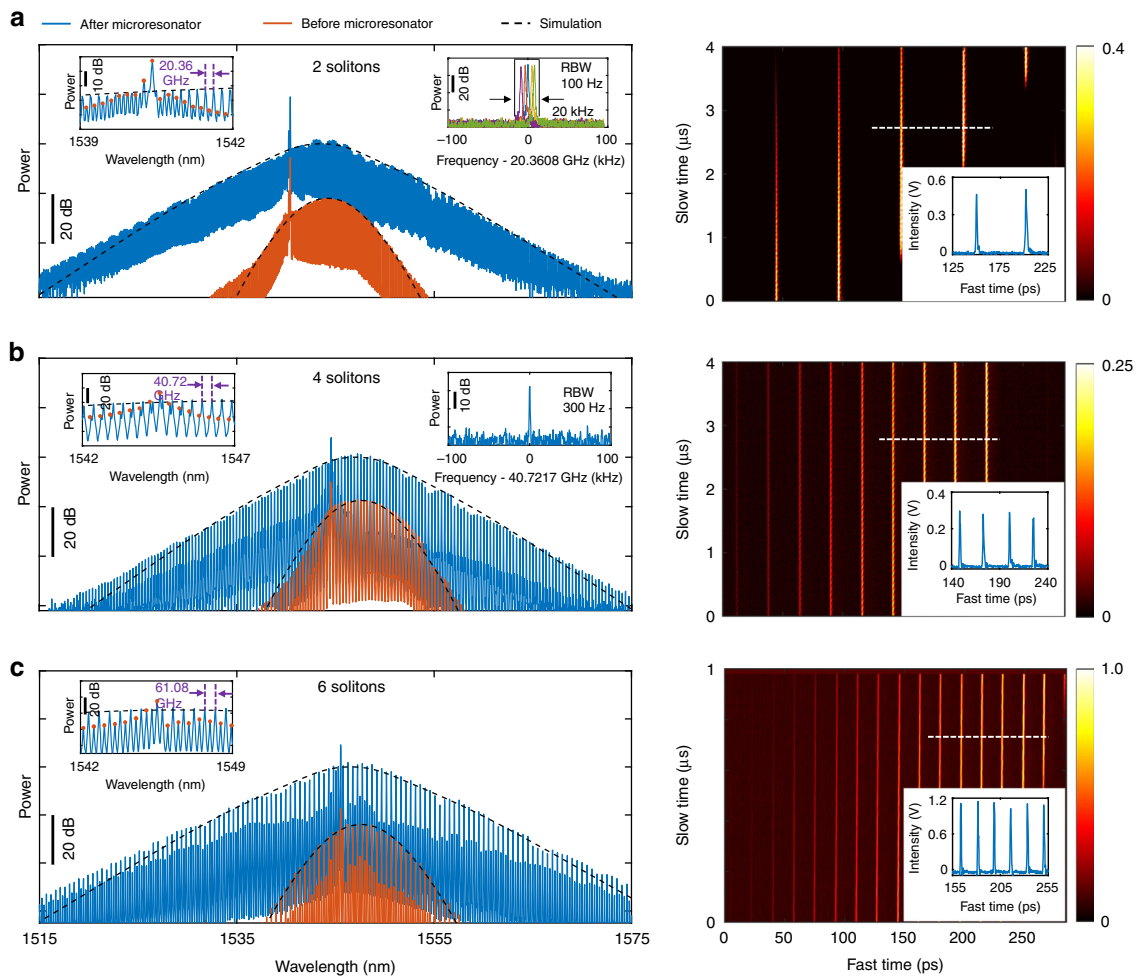 a
After microresonator
Before microresonator
Simulation
2 solitons
Power
20 dB
Power
10 dB
20.36
GHz
1539
1542
Wavelength (nm)
Power
20 dB
RBW
100 Hz
20 kHz
−100
0
100
Frequency - 20.3608 GHz (kHz)
Slow time (µs)
4
3
2
1
0
0.4
0
Intensity (V)
0.6
0.3
0
125
175
225
Fast time (ps)
b
4 solitons
Power
20 dB
Power
20 dB
40.72
GHz
1542
1547
Wavelength (nm)
Power
10 dB
RBW
300 Hz
−100
0
100
Frequency - 40.7217 GHz (kHz)
Slow time (µs)
4
3
2
1
0
0.25
0
Intensity (V)
0.4
0.2
0
140
190
240
Fast time (ps)
c
6 solitons
Power
20 dB
Power
20 dB
61.08
GHz
1542
1549
Wavelength (nm)
1515
1535
1555
1575
Wavelength (nm)
Slow time (µs)
1
0
1.0
0
Intensity (V)
1.2
0.6
0
155
205
255
Fast time (ps)
0
50
100
150
200
250
Fast time (ps)